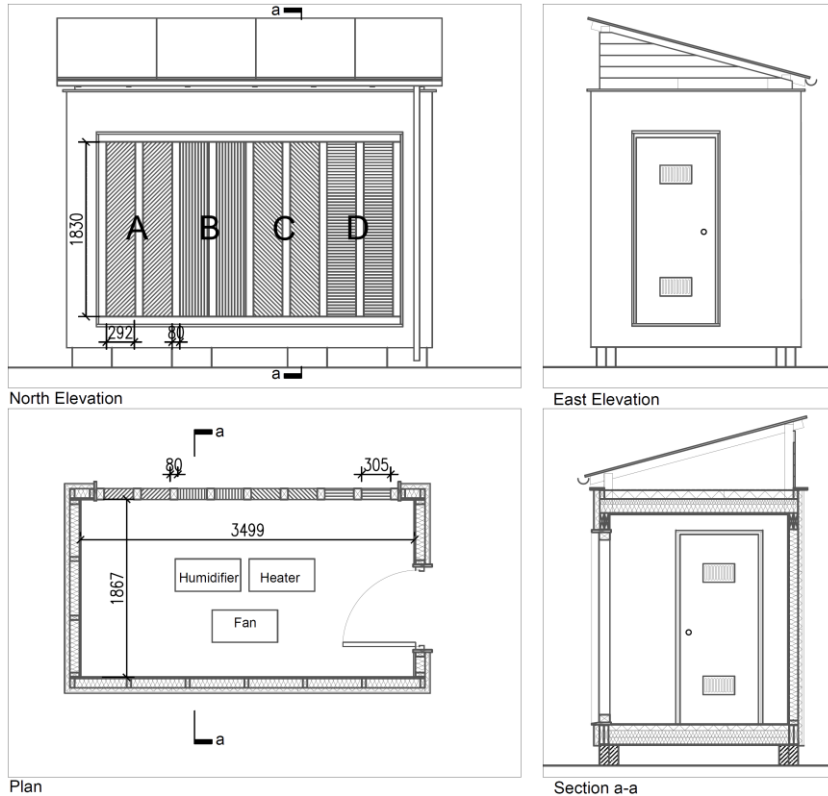 a
A B C D
1830
292 80
a
North Elevation
East Elevation
a
80 305
3499
1867
Humidifier Heater
Fan
a
Plan
Section a-a